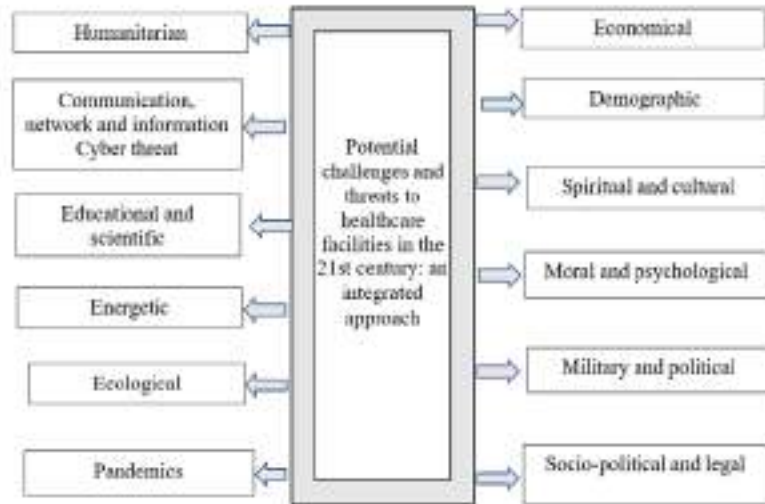 Humanitarian
Communication,
network and information
Cyber threat
Educational and
scientific
Energetic
Ecological
Pandemics
Potential
challenges and
threats to
healthcare
facilities in the
21st century: an
integrated
approach
Economical
Demographic
Spiritual and cultural
Moral and psychological
Military and political
Socio-political and legal